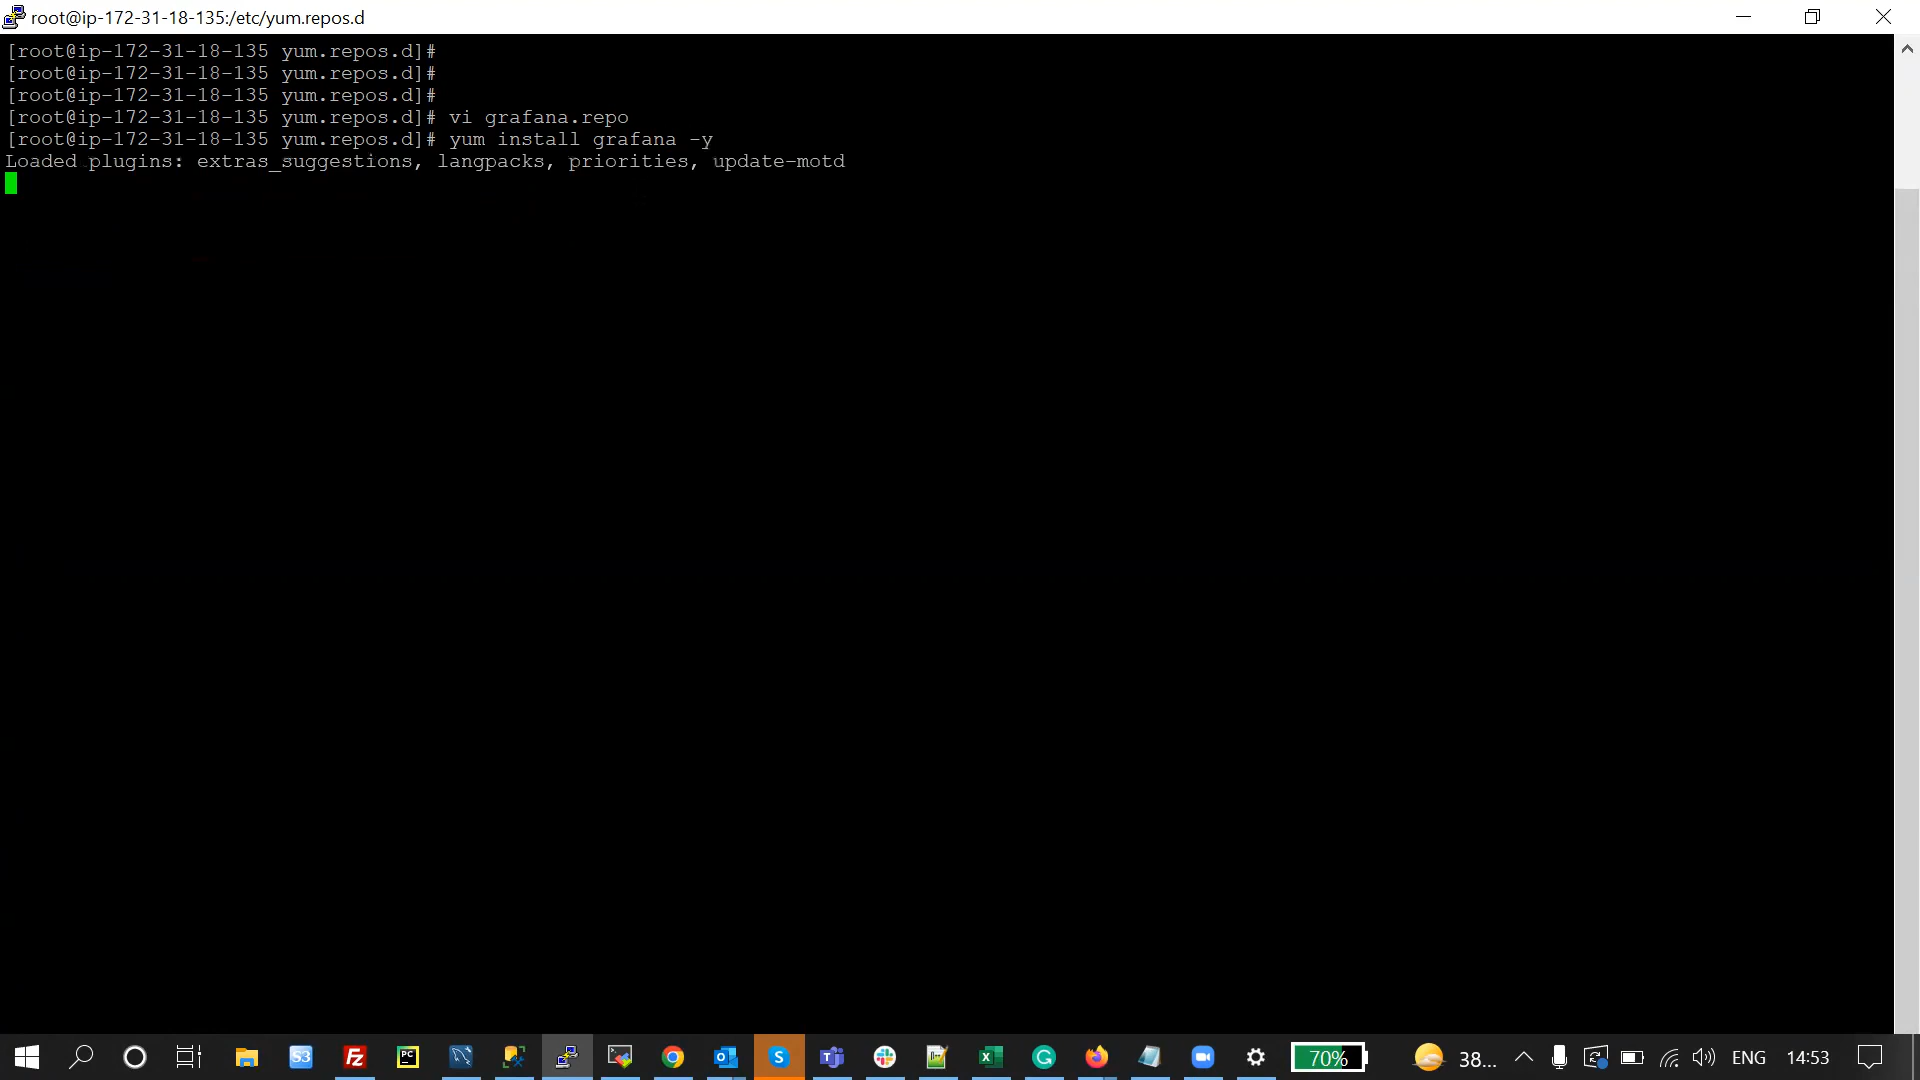 root@ip-172-31-18-135:/etc/yum.repos.d
[root@ip-172-31-18-135 yum.repos.d]#
[root@ip-172-31-18-135 yum.repos.d]#
[root@ip-172-31-18-135 yum.repos.d]#
[root@ip-172-31-18-135 yum.repos.d]# vi grafana.repo
[root@ip-172-31-18-135 yum.repos.d]# yum install grafana -y
Loaded plugins: extras_suggestions, langpacks, priorities, update-motd
S3 FZ PC S 70% 38... ENG 14:53